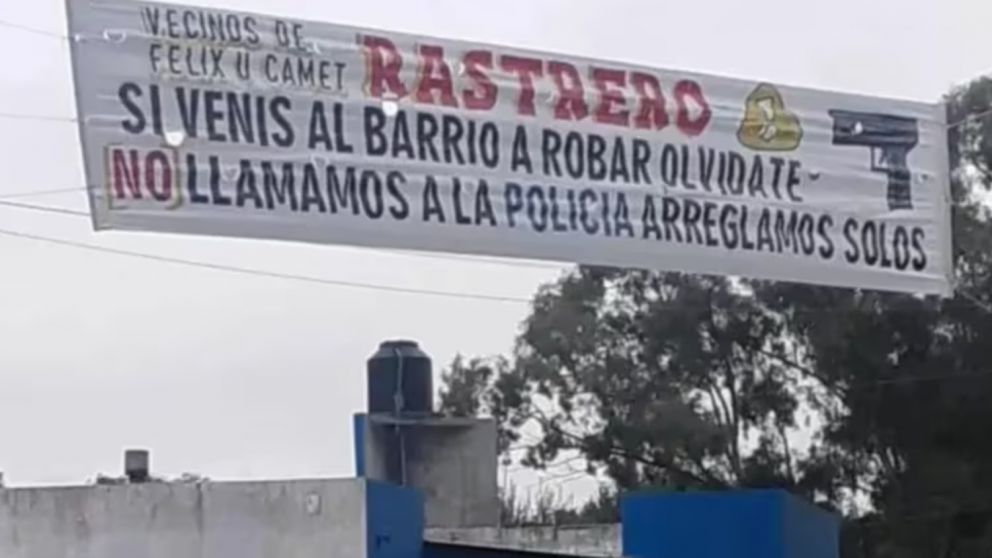 VECINOS DE
FELIX U CAMET
RASTRERO
SI VENIS AL BARRIO A ROBAR OLVIDATE
NO LLAMAMOS A LA POLICIA ARREGLAMOS SOLOS